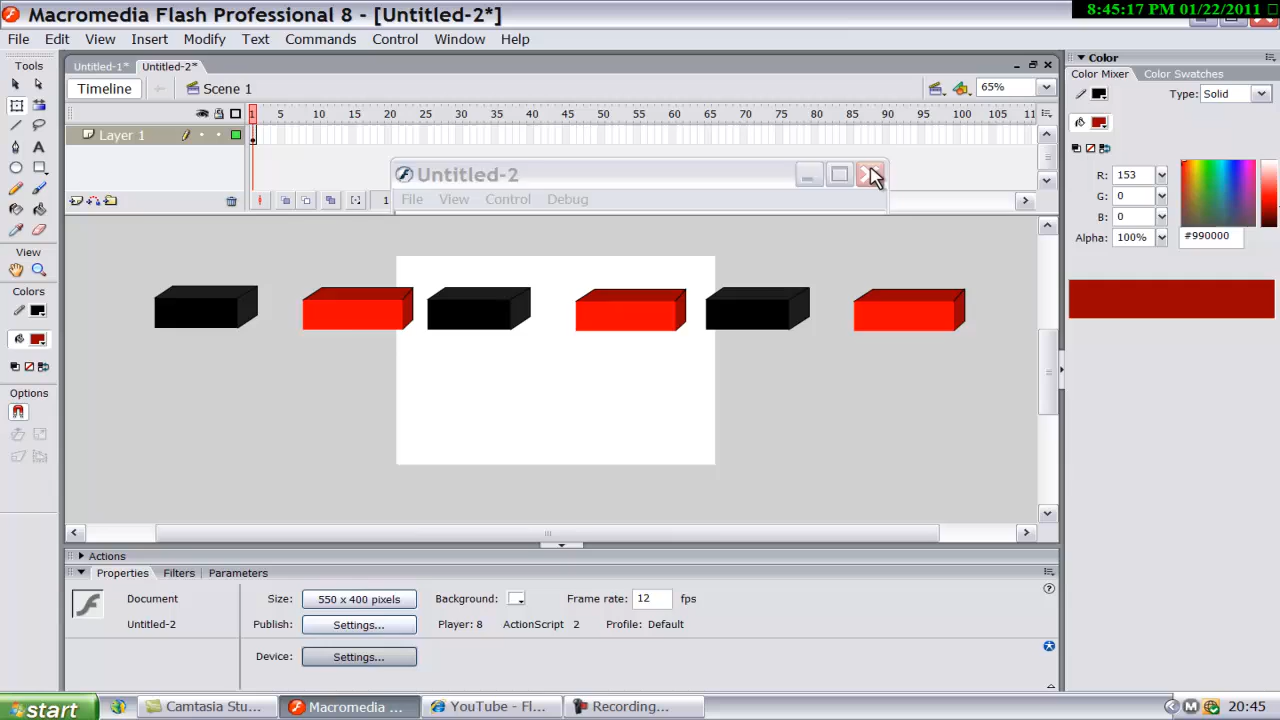 Macromedia Flash Professional 8 - [Untitled-2*]
8:45:17 PM 01/22/2011
File Edit View Insert Modify Text Commands Control Window Help
Tools
Untitled-1* Untitled-2*
Timeline Scene 1 65%
1 5 10 15 20 25 30 35 40 45 50 55 60 65 70 75 80 85 90 95 100 105 11
Layer 1
1
Untitled-2
File View Control Debug
View
Colors
Options
Color
Color Mixer Color Swatches
Type: Solid
R: 153
G: 0
B: 0
Alpha: 100% #990000
Actions
Properties Filters Parameters
Document Size: 550 x 400 pixels Background: Frame rate: 12 fps
Untitled-2 Publish: Settings... Player: 8 ActionScript 2 Profile: Default
Device: Settings...
start Camtasia Stu... Macromedia ... YouTube - Fl... Recording... 20:45